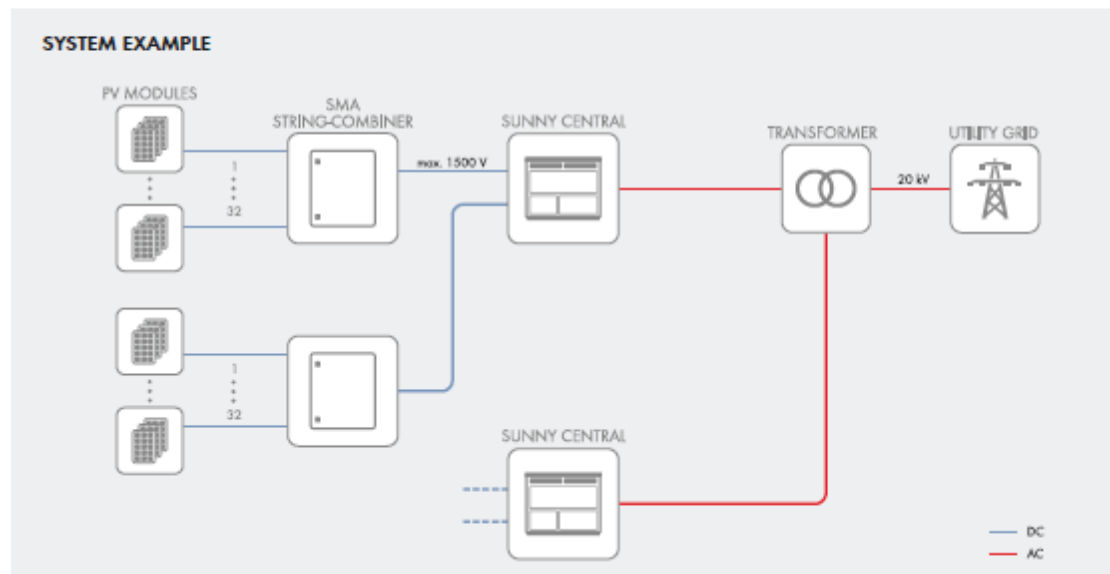 SYSTEM EXAMPLE
PV MODULES
SMA
STRING-COMBINER
SUNNY CENTRAL
TRANSFORMER
UTILITY GRID
max. 1500 V
20 kV
1
32
1
32
SUNNY CENTRAL
DC
AC